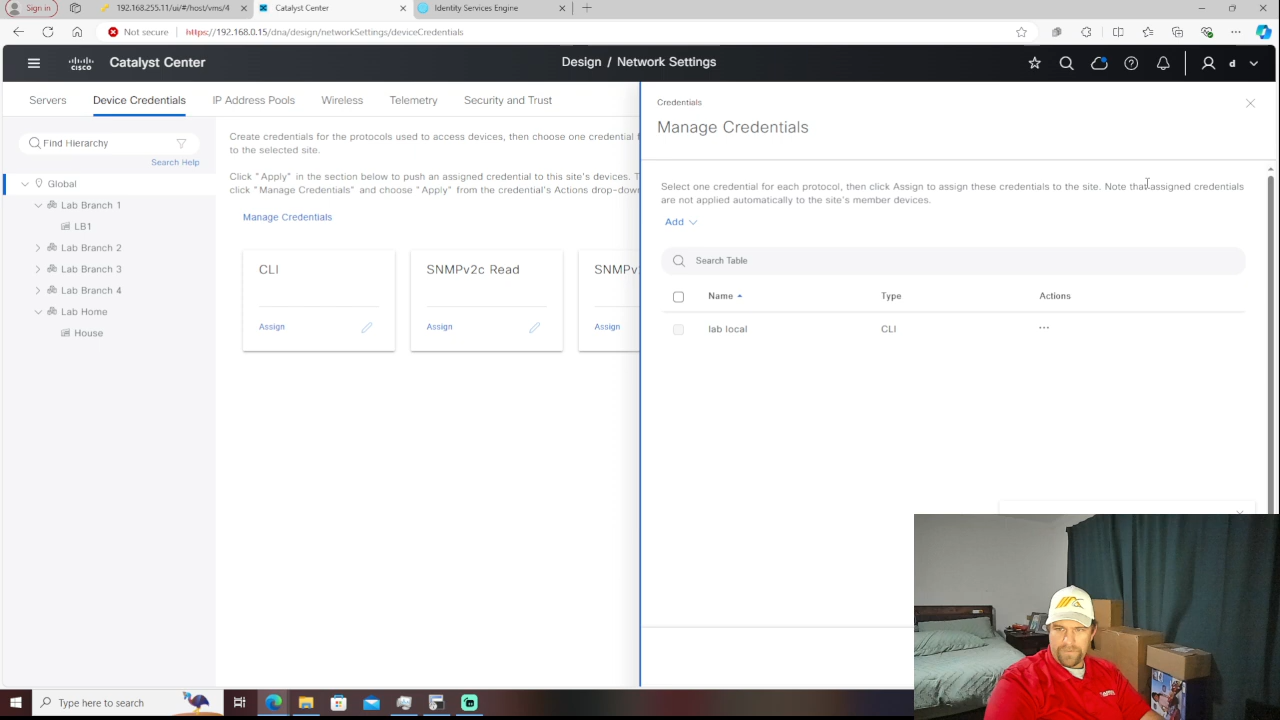 Sign in
192.168.255.11/ui/#/host/vms/4
Catalyst Center
Identity Services Engine
Not secure
https://192.168.0.15/dna/design/networkSettings/deviceCredentials
CISCO
Catalyst Center
Design / Network Settings
d
Servers
Device Credentials
IP Address Pools
Wireless
Telemetry
Security and Trust
Find Hierarchy
Search Help
Global
Lab Branch 1
LB1
Lab Branch 2
Lab Branch 3
Lab Branch 4
Lab Home
House
Create credentials for the protocols used to access devices, then choose one credential f
to the selected site.
Click "Apply" in the section below to push an assigned credential to this site's devices. T
click "Manage Credentials" and choose "Apply" from the credential's Actions drop-down
Manage Credentials
CLI
Assign
SNMPv2c Read
Assign
SNMPv
Assign
Credentials
Manage Credentials
Select one credential for each protocol, then click Assign to assign these credentials to the site. Note that assigned credentials
are not applied automatically to the site's member devices.
Add
Search Table
Name
Type
Actions
lab local
CLI
...
Type here to search